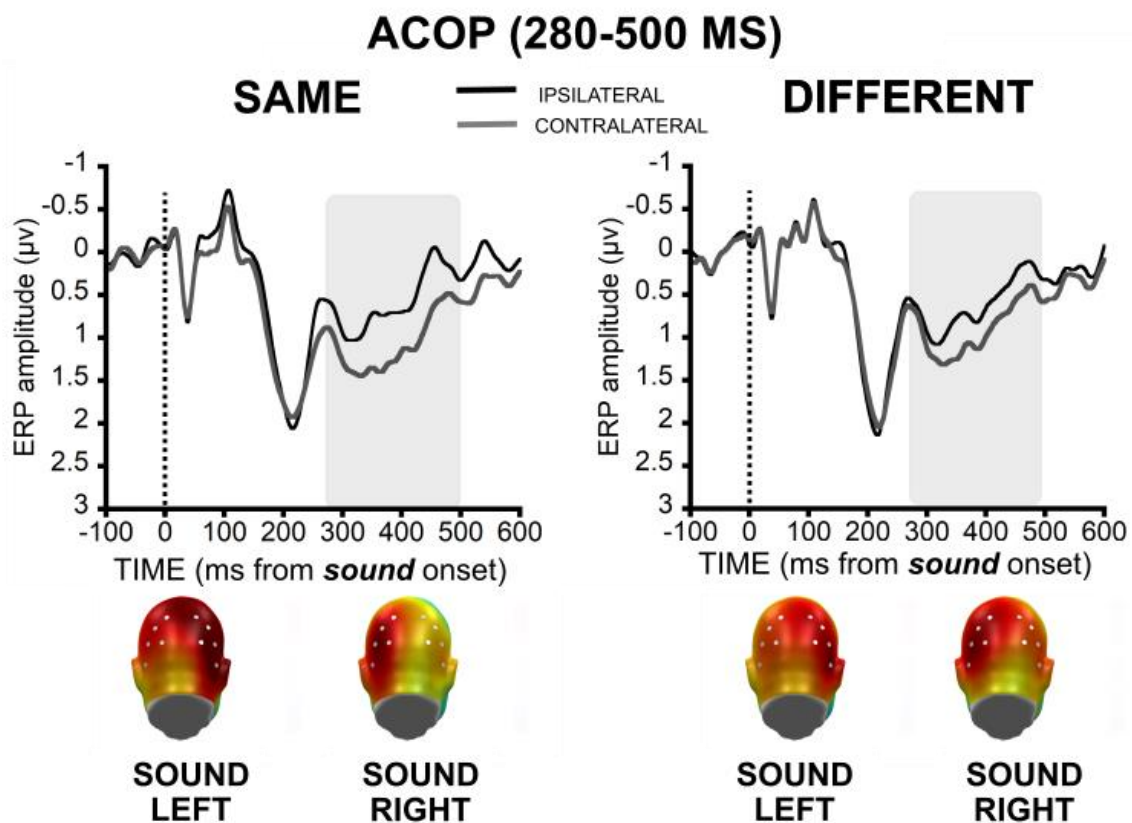 ACOP (280-500 MS)
SAME
IPSILATERAL
CONTRALATERAL
DIFFERENT
ERP amplitude (μv)
-1
-0.5
0
0.5
1
1.5
2
2.5
3
-100 0 100 200 300 400 500 600
TIME (ms from sound onset)
ERP amplitude (μv)
-1
-0.5
0
0.5
1
1.5
2
2.5
3
-100 0 100 200 300 400 500 600
TIME (ms from sound onset)
SOUND
LEFT
SOUND
RIGHT
SOUND
LEFT
SOUND
RIGHT